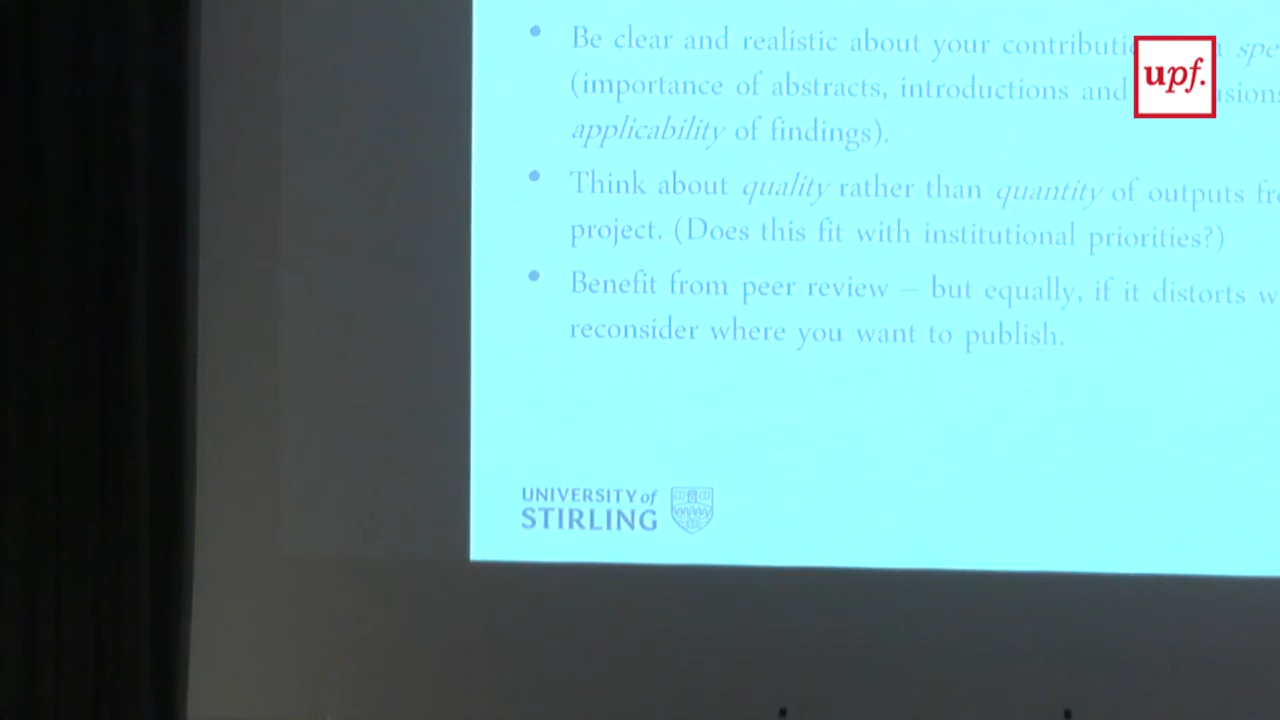 • Be clear and realistic about your
(importance of abstracts, introductions and
applicability of findings).
• Think about quality rather than quantity of outputs
project. (Does this fit with institutional priorities?)
• Benefit from peer review – but equally, if it distorts
reconsider where you want to publish.
UNIVERSITY of
STIRLING
upf.